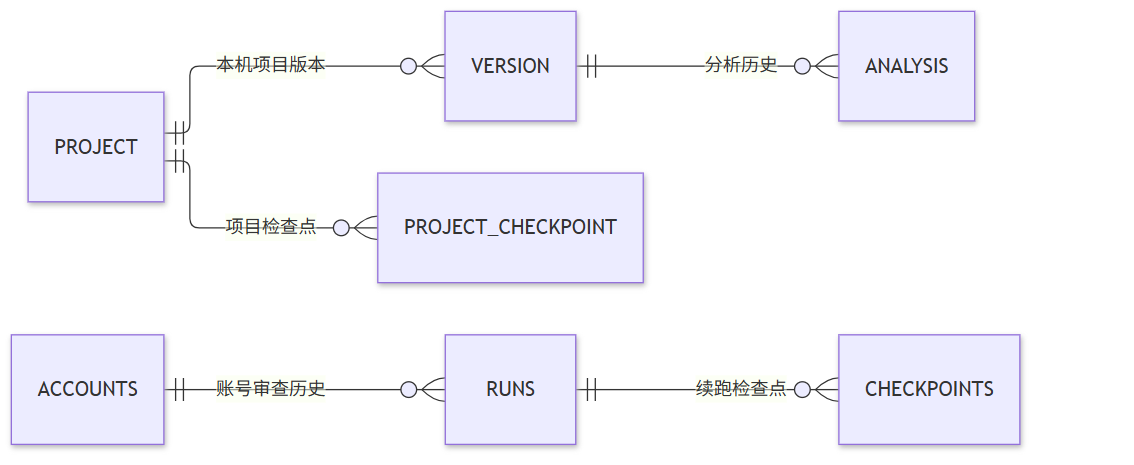 本机项目版本
VERSION
分析历史
ANALYSIS
PROJECT
项目检查点
PROJECT_CHECKPOINT
ACCOUNTS
账号审查历史
RUNS
续跑检查点
CHECKPOINTS